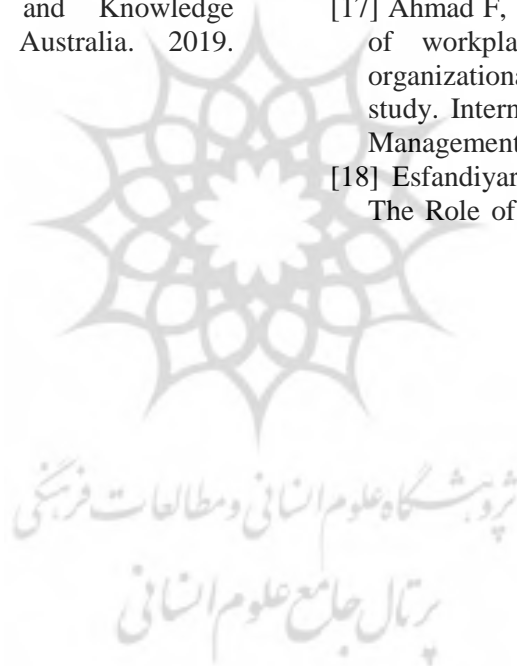 and Knowledge
Australia. 2019.
[17] Ahmad F,
of workpla
organizationa
study. Intern
Management
[18] Esfandiyar
The Role of
پژوهشگاه علوم انسانی و مطالعات فرهنگی
پرتال جامع علوم انسانی